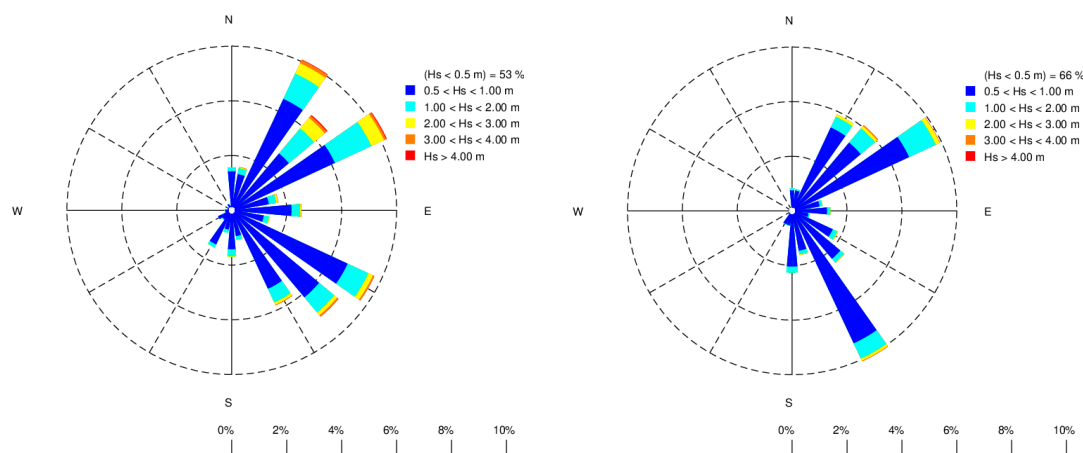 N
W
E
S
(Hs < 0.5 m) = 53 %
0.5 < Hs < 1.00 m
1.00 < Hs < 2.00 m
2.00 < Hs < 3.00 m
3.00 < Hs < 4.00 m
Hs > 4.00 m
0% 2% 4% 6% 8% 10%
N
W
E
S
(Hs < 0.5 m) = 66 %
0.5 < Hs < 1.00 m
1.00 < Hs < 2.00 m
2.00 < Hs < 3.00 m
3.00 < Hs < 4.00 m
Hs > 4.00 m
0% 2% 4% 6% 8% 10%